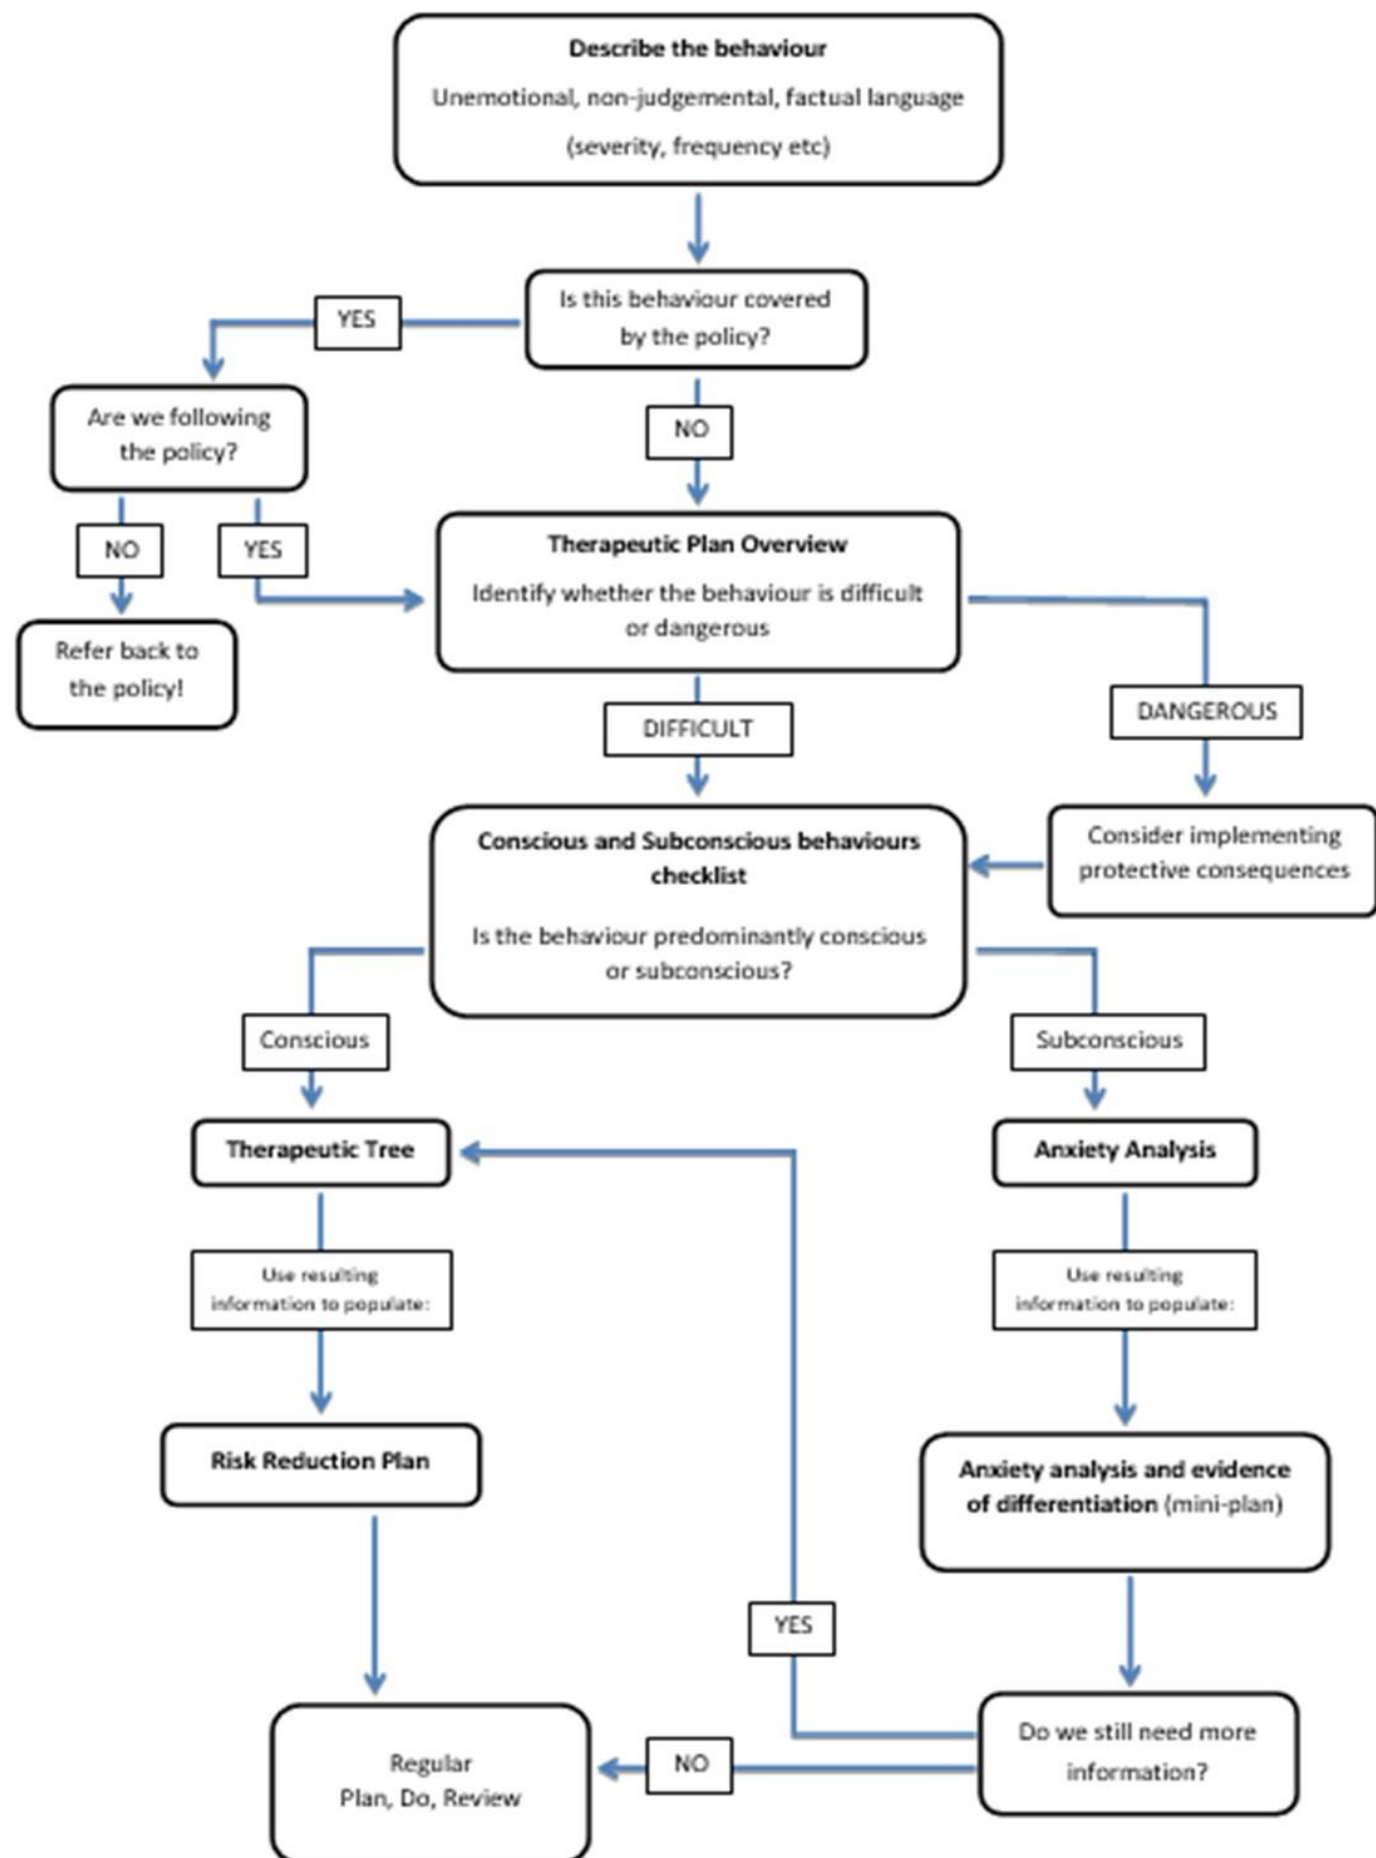 Describe the behaviour
Unemotional, non-judgemental, factual language
(severity, frequency etc)
Is this behaviour covered
by the policy?
YES
Are we following
the policy?
NO
NO
YES
Therapeutic Plan Overview
Identify whether the behaviour is difficult
or dangerous
Refer back to
the policy!
DIFFICULT
DANGEROUS
Conscious and Subconscious behaviours
checklist
Is the behaviour predominantly conscious
or subconscious?
Consider implementing
protective consequences
Conscious
Subconscious
Therapeutic Tree
Anxiety Analysis
Use resulting
information to populate:
Use resulting
information to populate:
Risk Reduction Plan
Anxiety analysis and evidence
of differentiation (mini-plan)
YES
Do we still need more
information?
NO
Regular
Plan, Do, Review